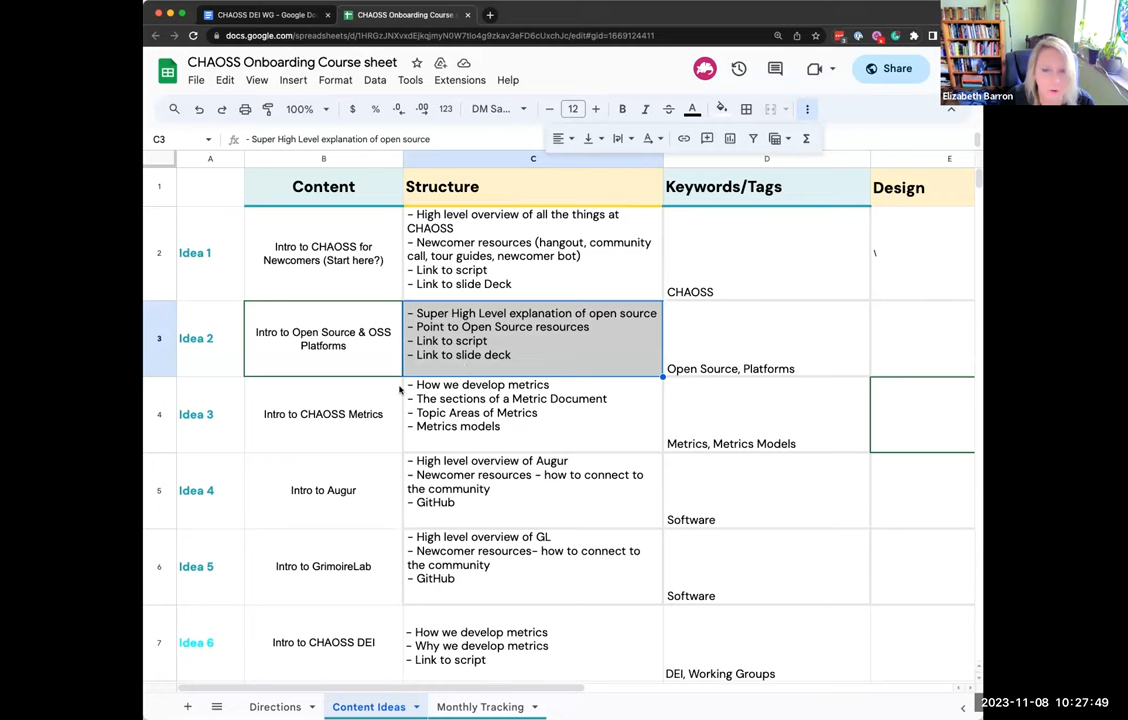 CHAOSS DEI WG - Google Do
CHAOSS Onboarding Course
docs.google.com/spreadsheets/d/
edit#gid=1669124411
Elizabeth Barron
CHAOSS Onboarding Course sheet
File Edit View Insert Format Data Tools Extensions Help
Share
100% $ % .0 .00 123 DM Sa... 12 B I S A
C3 fx - Super High Level explanation of open source
A B C D E
1 Content Structure Keywords/Tags Design
2
Idea 1
Intro to CHAOSS for
Newcomers (Start here?)
- High level overview of all the things at
CHAOSS
- Newcomer resources (hangout, community
call, tour guides, newcomer bot)
- Link to script
- Link to slide Deck
CHAOSS
\
3
Idea 2
Intro to Open Source & OSS
Platforms
- Super High Level explanation of open source
- Point to Open Source resources
- Link to script
- Link to slide deck
Open Source, Platforms
4
Idea 3
Intro to CHAOSS Metrics
- How we develop metrics
- The sections of a Metric Document
- Topic Areas of Metrics
- Metrics models
Metrics, Metrics Models
5
Idea 4
Intro to Augur
- High level overview of Augur
- Newcomer resources - how to connect to
the community
- GitHub
Software
6
Idea 5
Intro to GrimoireLab
- High level overview of GL
- Newcomer resources- how to connect to
the community
- GitHub
Software
7
Idea 6
Intro to CHAOSS DEI
- How we develop metrics
- Why we develop metrics
- Link to script
DEI, Working Groups
Directions Content Ideas Monthly Tracking
2023-11-08 10:27:49